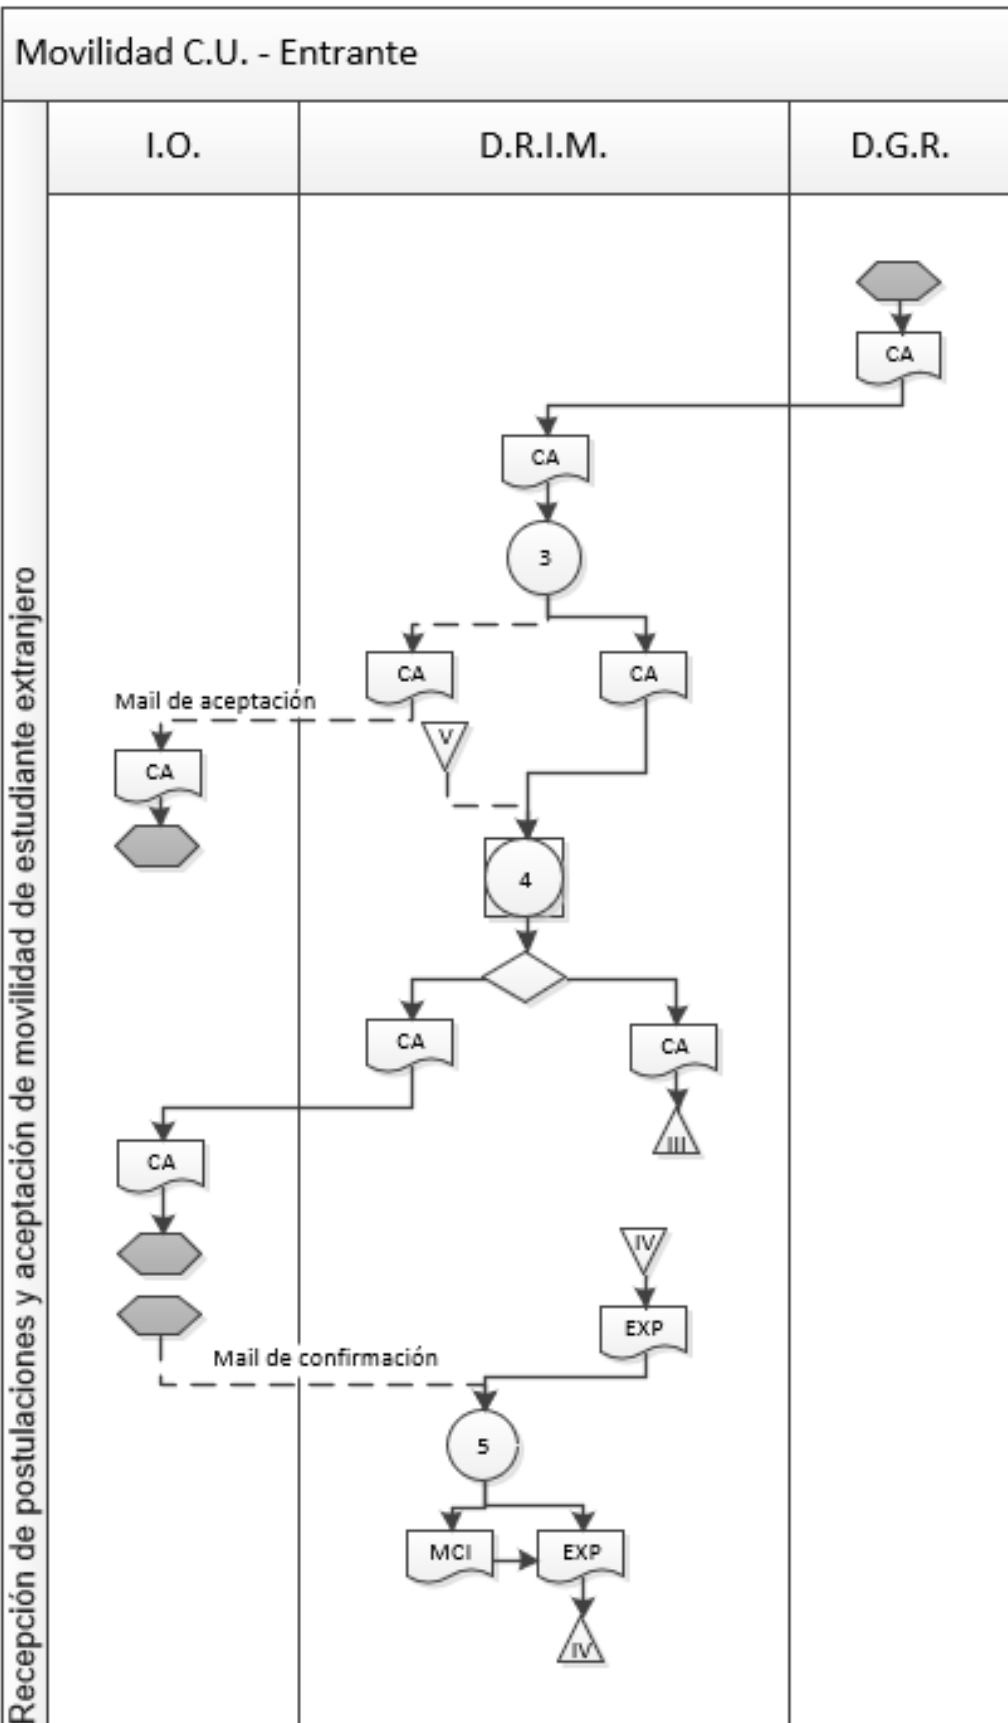 Movilidad C.U. - Entrante
I.O.
D.R.I.M.
D.G.R.
Recepción de postulaciones y aceptación de movilidad de estudiante extranjero
CA
CA
3
CA
CA
Mail de aceptación
V
CA
4
CA
CA
III
CA
IV
EXP
Mail de confirmación
5
MCI
EXP
IV